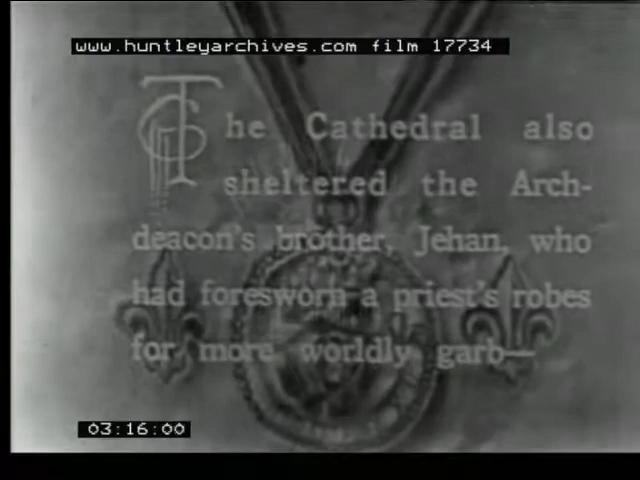 www.huntleyarchives.com film 17734
The Cathedral also
sheltered the Arch-
deacon's brother, Jehan, who
had foresworn a priest's robes
for more worldly garb—
03:16:00